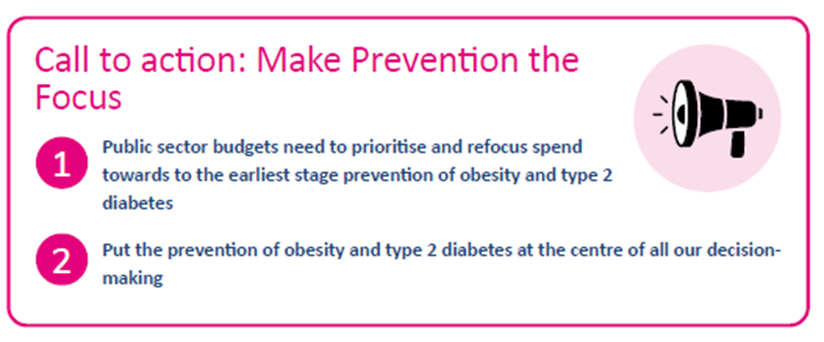 Call to action: Make Prevention the
Focus
1
Public sector budgets need to prioritise and refocus spend
towards to the earliest stage prevention of obesity and type 2
diabetes
2
Put the prevention of obesity and type 2 diabetes at the centre of all our decision-
making